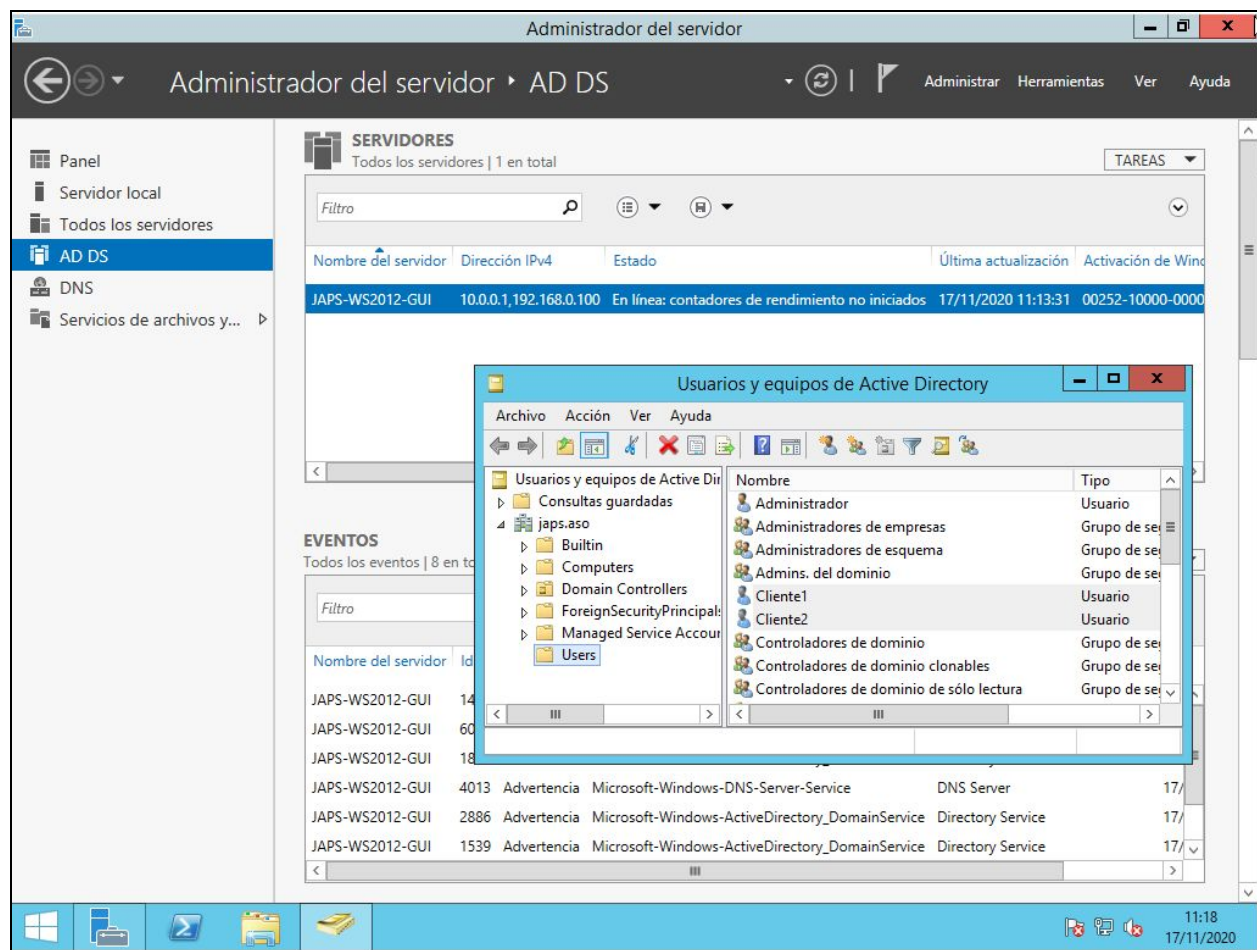 Administrador del servidor
Administrador del servidor ‣ AD DS
Administrar Herramientas Ver Ayuda
Panel
Servidor local
Todos los servidores
AD DS
DNS
Servicios de archivos y...
SERVIDORES
Todos los servidores | 1 en total
TAREAS
Filtro
Nombre del servidor Dirección IPv4 Estado Última actualización Activación de Wind
JAPS-WS2012-GUI 10.0.0.1,192.168.0.100 En línea: contadores de rendimiento no iniciados 17/11/2020 11:13:31 00252-10000-0000
Usuarios y equipos de Active Directory
Archivo Acción Ver Ayuda
Usuarios y equipos de Active Dir
Consultas guardadas
japs.aso
Builtin
Computers
Domain Controllers
ForeignSecurityPrincipals
Managed Service Accour
Users
Nombre Tipo
Administrador Usuario
Administradores de empresas Grupo de se
Administradores de esquema Grupo de se
Admins. del dominio Grupo de se
Cliente1 Usuario
Cliente2 Usuario
Controladores de dominio Grupo de se
Controladores de dominio clonables Grupo de se
Controladores de dominio de sólo lectura Grupo de se
EVENTOS
Todos los eventos | 8 en to
Filtro
Nombre del servidor Id
JAPS-WS2012-GUI 14
JAPS-WS2012-GUI 60
JAPS-WS2012-GUI 18
JAPS-WS2012-GUI 4013 Advertencia Microsoft-Windows-DNS-Server-Service DNS Server 17/
JAPS-WS2012-GUI 2886 Advertencia Microsoft-Windows-ActiveDirectory_DomainService Directory Service 17/
JAPS-WS2012-GUI 1539 Advertencia Microsoft-Windows-ActiveDirectory_DomainService Directory Service 17/
11:18
17/11/2020